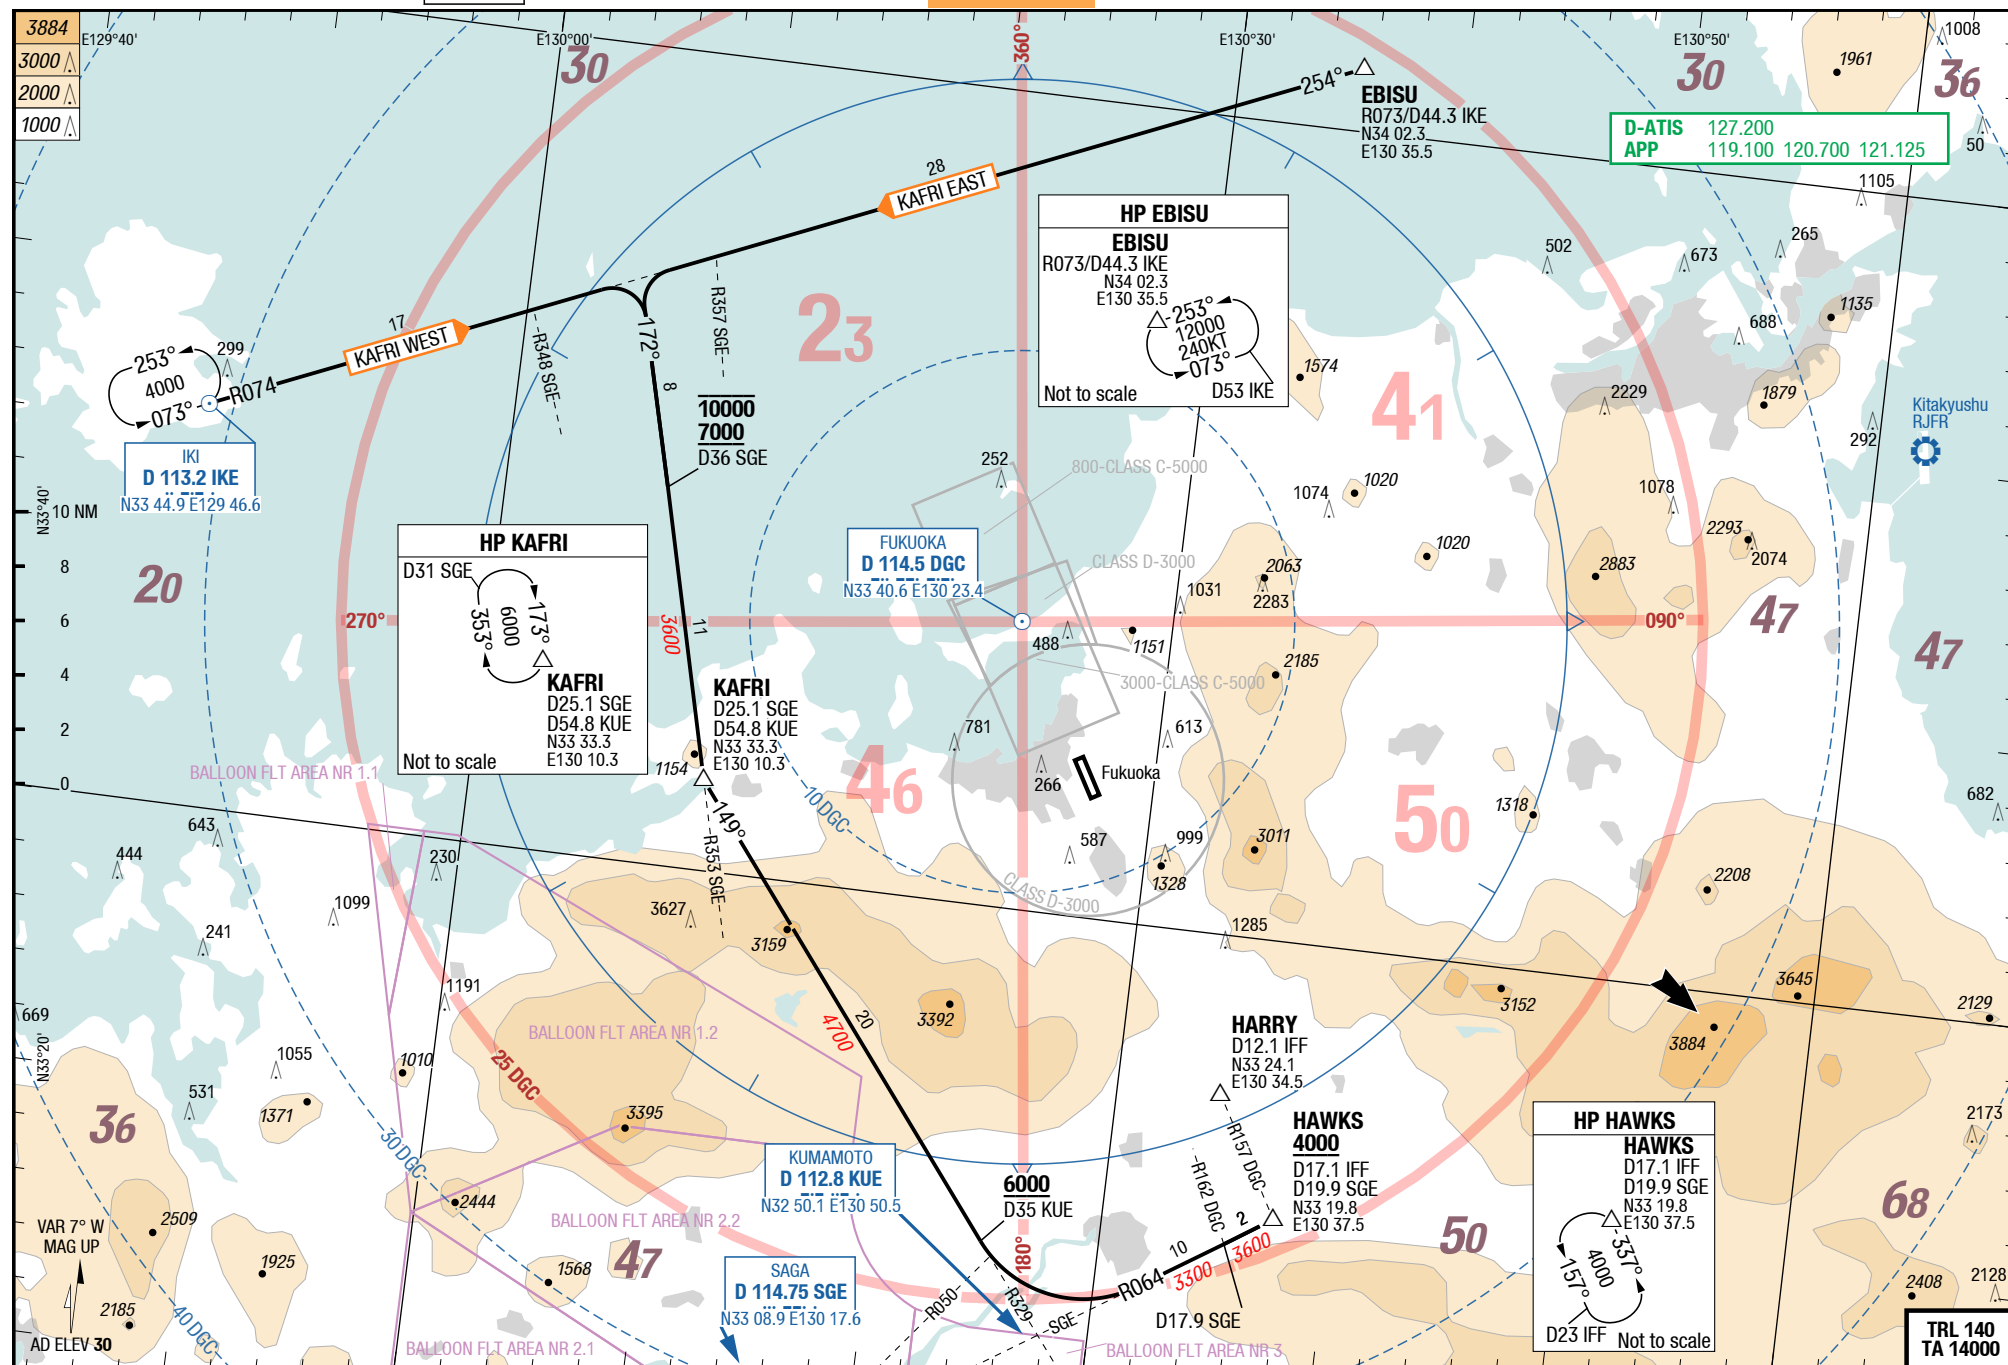 3884
3000
2000
1000
E129°40'
E130°00'
E130°30'
E130°50'
30
360°
254°
EBISU
R073/D44.3 IKE
N34 02.3
E130 35.5
30
1961
1008
36
50
D-ATIS 127.200
APP 119.100 120.700 121.125
28
KAFRI EAST
1105
HP EBISU
EBISU
R073/D44.3 IKE
N34 02.3
E130 35.5
253°
12000
240KT
073°
D53 IKE
Not to scale
502
673
265
1135
688
23
R357 SGE
R348 SGE
17
KAFRI WEST
172°
8
299
253°
4000
073°
R074
IKI
D 113.2 IKE
N33 44.9 E129 46.6
10000
7000
D36 SGE
1574
41
2229
1879
292
Kitakyushu
RJFR
252
800-CLASS C-5000
1074
1020
1078
2293
2074
N33°40'
10 NM
8
6
4
2
0
20
HP KAFRI
D31 SGE
173°
6000
353°
KAFRI
D25.1 SGE
D54.8 KUE
N33 33.3
E130 10.3
Not to scale
FUKUOKA
D 114.5 DGC
N33 40.6 E130 23.4
CLASS D-3000
1031
2063
2283
1020
2883
270°
3600
11
488
1151
090°
47
47
2185
3000-CLASS C-5000
KAFRI
D25.1 SGE
D54.8 KUE
N33 33.3
E130 10.3
1154
781
613
BALLOON FLT AREA NR 1.1
46
10 DGC
266
Fukuoka
50
1318
682
149°
R353 SGE
643
444
230
587
999
1328
3011
CLASS D-3000
2208
1099
241
3627
3159
1285
1191
669
3392
3152
3645
2129
3884
20
4700
BALLOON FLT AREA NR 1.2
25 DGC
HARRY
D12.1 IFF
N33 24.1
E130 34.5
N33°20'
1055
1010
531
1371
36
3395
30 DGC
HAWKS
4000
D17.1 IFF
D19.9 SGE
N33 19.8
E130 37.5
R157 DGC
R162 DGC
HP HAWKS
HAWKS
D17.1 IFF
D19.9 SGE
N33 19.8
E130 37.5
337°
4000
157°
D23 IFF
Not to scale
2173
KUMAMOTO
D 112.8 KUE
N32 50.1 E130 50.5
6000
D35 KUE
2444
2509
VAR 7° W
MAG UP
BALLOON FLT AREA NR 2.2
47
1925
1568
180°
50
68
10
2
3300
3600
SAGA
D 114.75 SGE
N33 08.9 E130 17.6
R050
R329
SGE
R064
D17.9 SGE
2408
2128
2185
40 DGC
AD ELEV 30
BALLOON FLT AREA NR 2.1
BALLOON FLT AREA NR 3
TRL 140
TA 14000